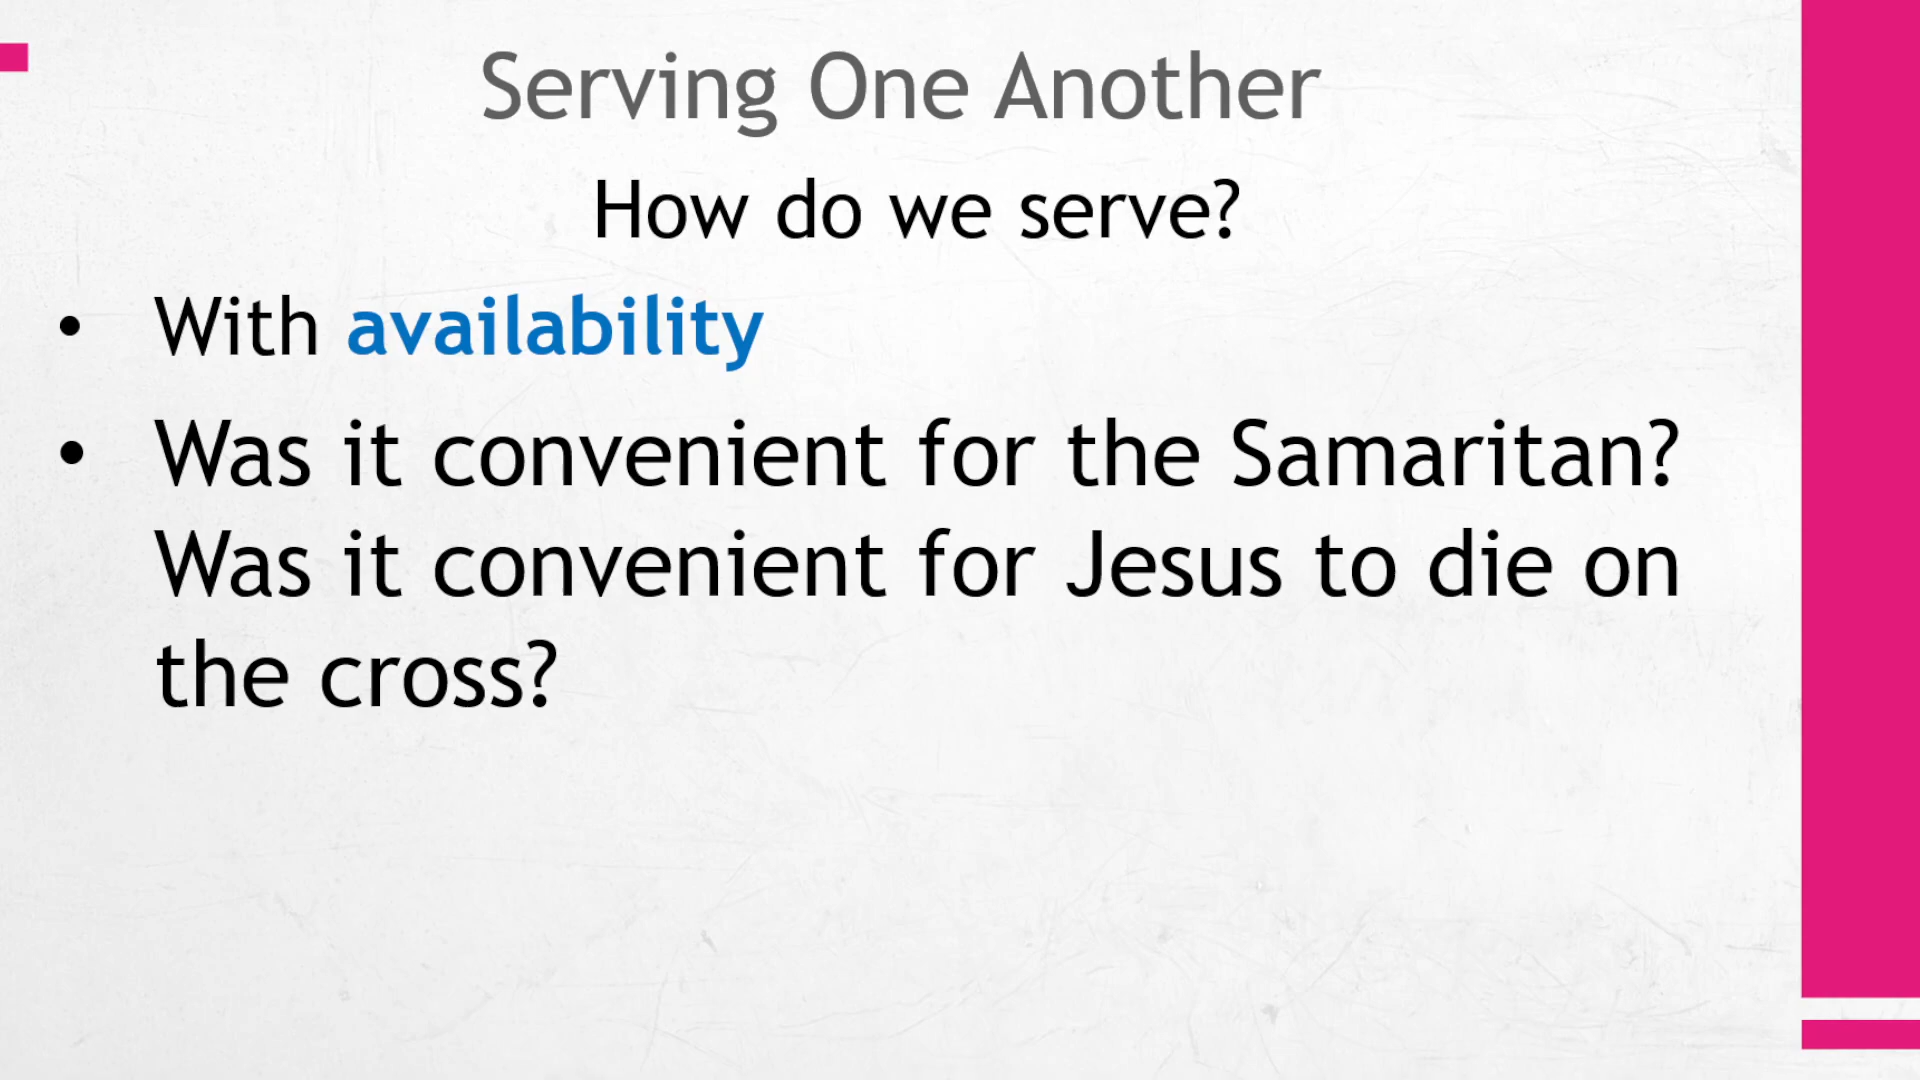 Serving One Another
How do we serve?
• With availability
• Was it convenient for the Samaritan?
Was it convenient for Jesus to die on
the cross?